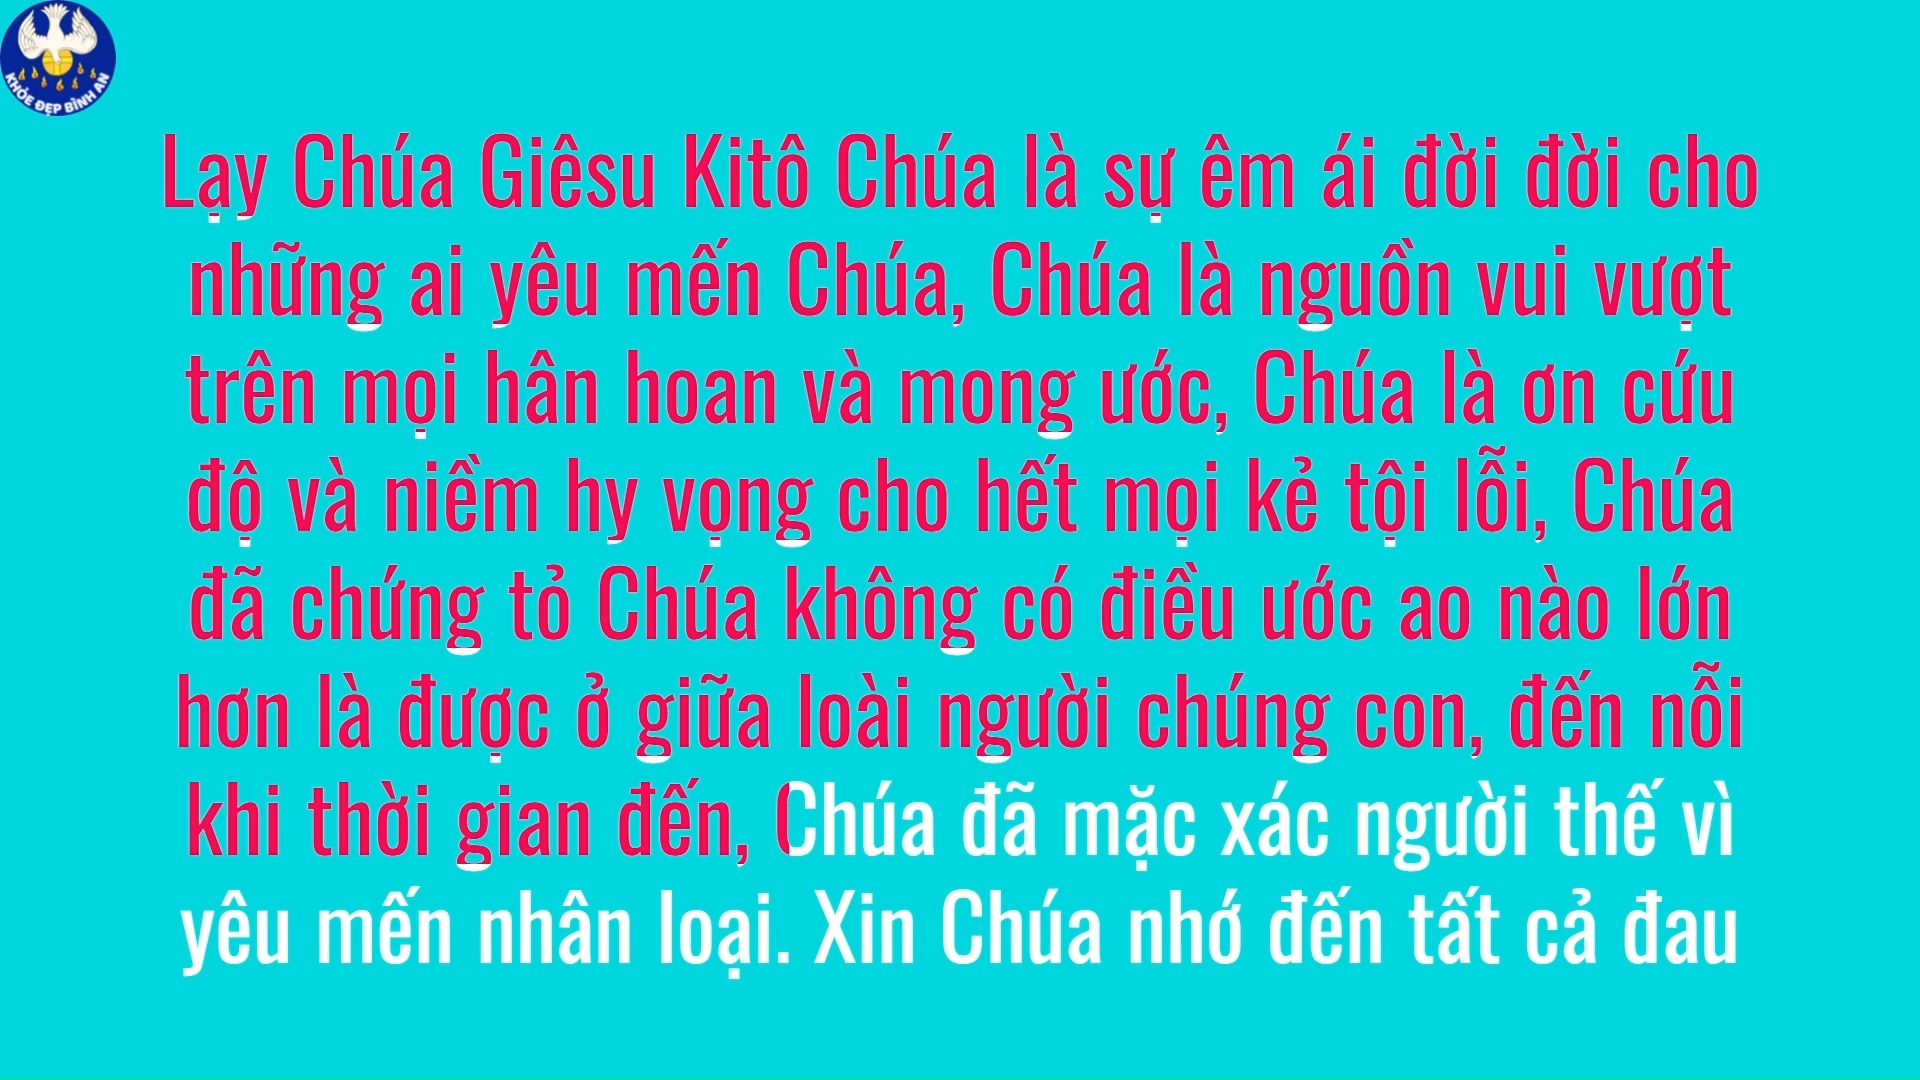 KHỎE ĐẸP BÌNH AN
Lạy Chúa Giêsu Kitô Chúa là sự êm ái đời đời cho
những ai yêu mến Chúa, Chúa là nguồn vui vượt
trên mọi hân hoan và mong ước, Chúa là ơn cứu
độ và niềm hy vọng cho hết mọi kẻ tội lỗi, Chúa
đã chứng tỏ Chúa không có điều ước ao nào lớn
hơn là được ở giữa loài người chúng con, đến nỗi
khi thời gian đến, Chúa đã mặc xác người thế vì
yêu mến nhân loại. Xin Chúa nhớ đến tất cả đau